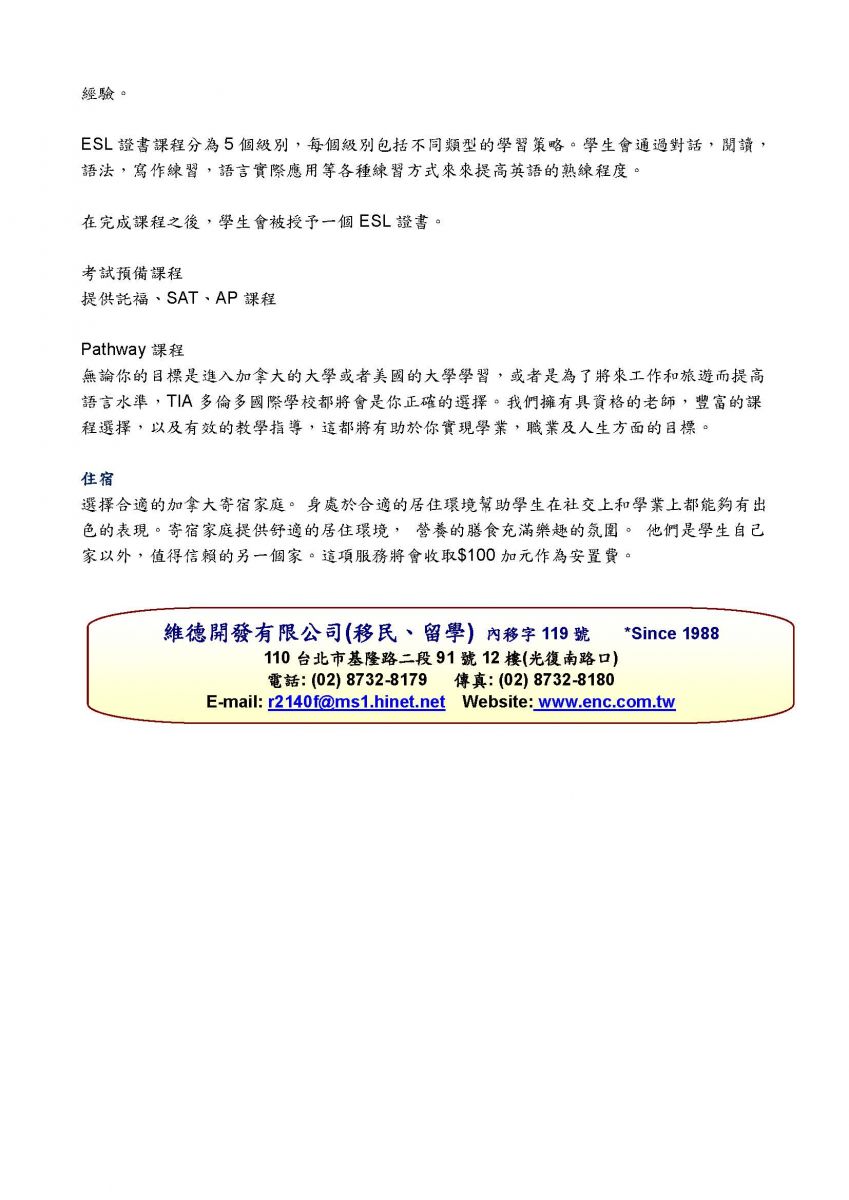 經驗。
ESL 證書課程分為 5 個級別，每個級別包括不同類型的學習策略。學生會通過對話，閱讀，
語法，寫作練習，語言實際應用等各種練習方式來來提高英語的熟練程度。
在完成課程之後，學生會被授予一個 ESL 證書。
考試預備課程
提供託福、SAT、AP 課程
Pathway 課程
無論你的目標是進入加拿大的大學或者美國的大學學習，或者是為了將來工作和旅遊而提高
語言水準，TIA 多倫多國際學校都將會是你正確的選擇。我們擁有具資格的老師，豐富的課
程選擇，以及有效的教學指導，這都將有助於你實現學業，職業及人生方面的目標。
住宿
選擇合適的加拿大寄宿家庭。 身處於合適的居住環境幫助學生在社交上和學業上都能夠有出
色的表現。寄宿家庭提供舒適的居住環境， 營養的膳食充滿樂趣的氛圍。 他們是學生自己
家以外，值得信賴的另一個家。這項服務將會收取$100 加元作為安置費。
維德開發有限公司(移民、留學) 內移字 119 號 *Since 1988
110 台北市基隆路二段 91 號 12 樓(光復南路口)
電話: (02) 8732-8179 傳真: (02) 8732-8180
E-mail: r2140f@ms1.hinet.net Website: www.enc.com.tw